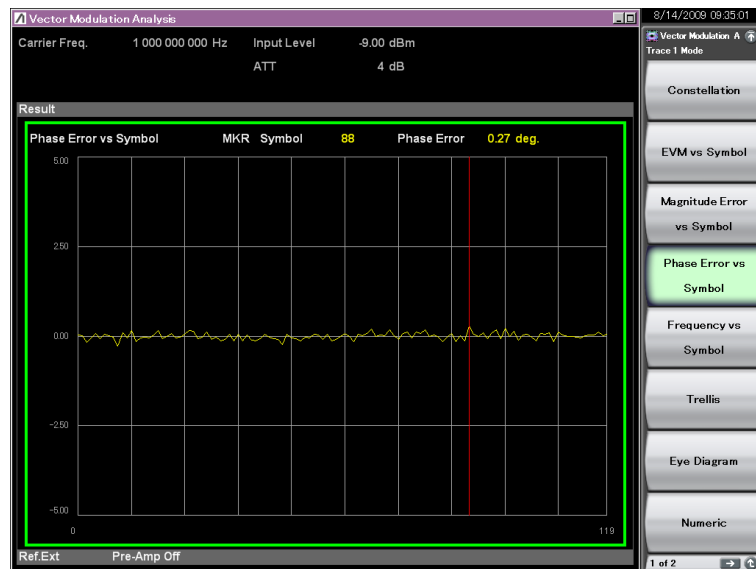 Vector Modulation Analysis
Carrier Freq. 1 000 000 000 Hz Input Level -9.00 dBm
ATT 4 dB
Result
Phase Error vs Symbol MKR Symbol 88 Phase Error 0.27 deg.
5.00
2.50
0.00
-2.50
-5.00
0 119
Ref.Ext Pre-Amp Off
8/14/2009 09:35:01
Vector Modulation A
Trace 1 Mode
Constellation
EVM vs Symbol
Magnitude Error
vs Symbol
Phase Error vs
Symbol
Frequency vs
Symbol
Trellis
Eye Diagram
Numeric
1 of 2